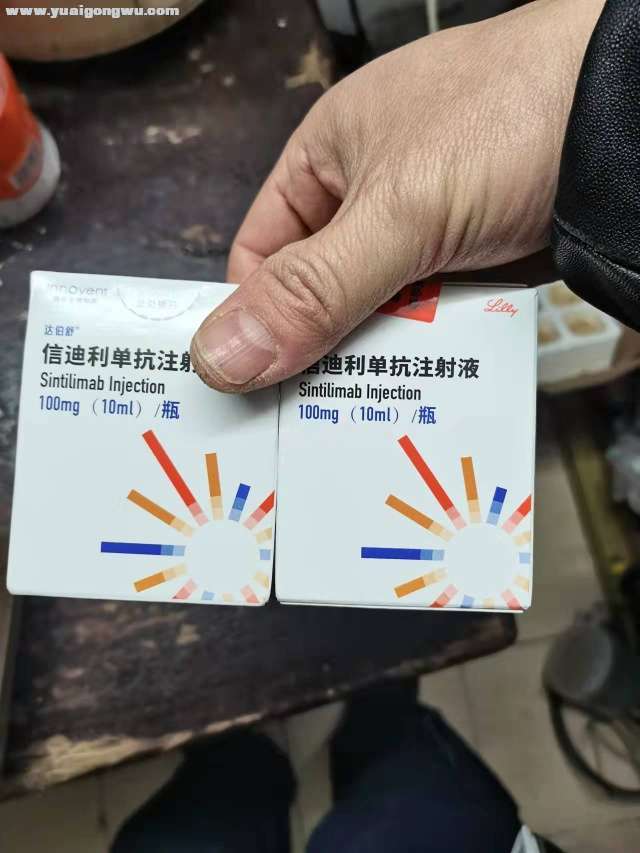 www.yuaigongwu.com
innovent
达伯舒®
信迪利单抗注射
Sintilimab Injection
100mg（10ml）/瓶
Lilly
信迪利单抗注射液
Sintilimab Injection
100mg（10ml）/瓶